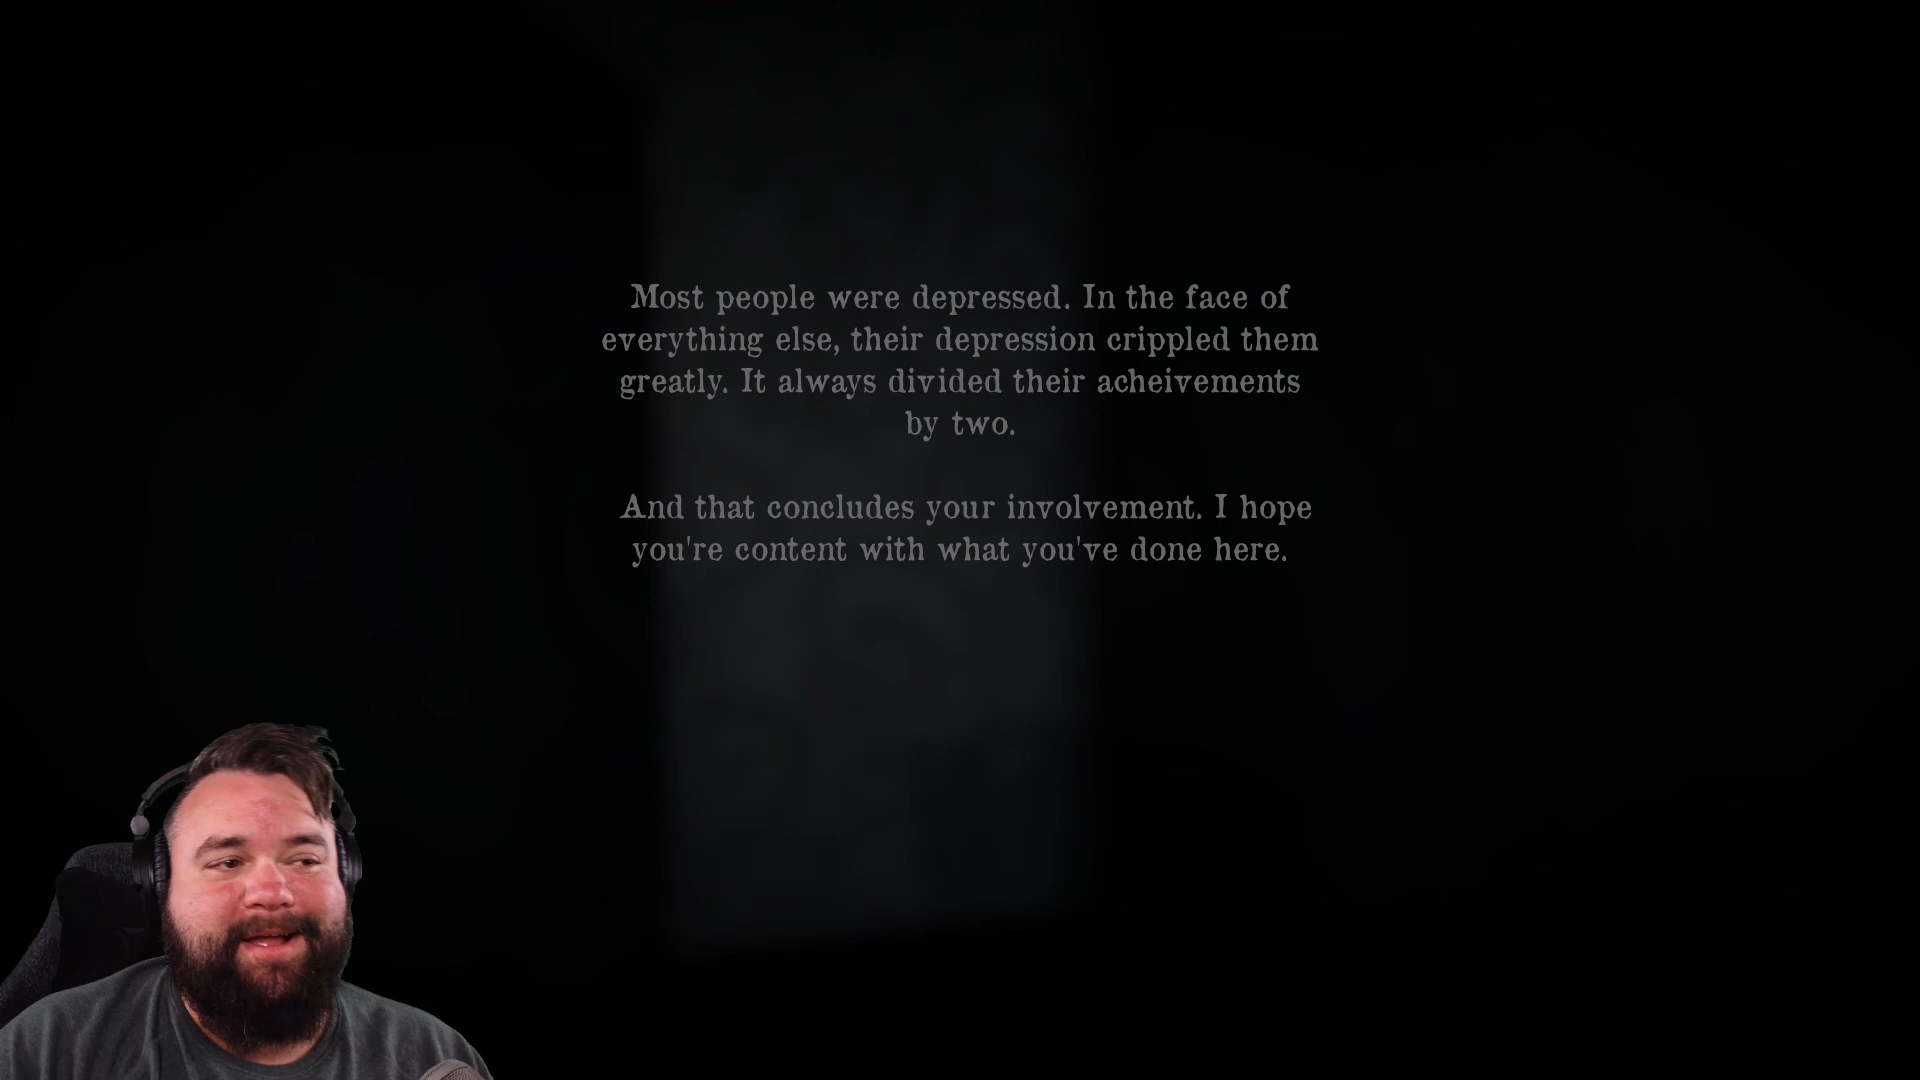 Most people were depressed. In the face of
everything else, their depression crippled them
greatly. It always divided their acheivements
by two.
And that concludes your involvement. I hope
you're content with what you've done here.